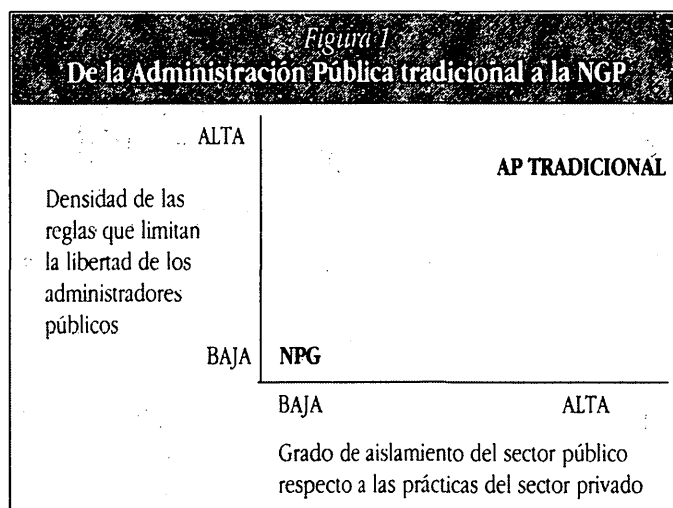 Figura 1
De la Administración Pública tradicional a la NGP
ALTA
AP TRADICIONAL
Densidad de las
reglas que limitan
la libertad de los
administradores
públicos
BAJA
NPG
BAJA
ALTA
Grado de aislamiento del sector público
respecto a las prácticas del sector privado